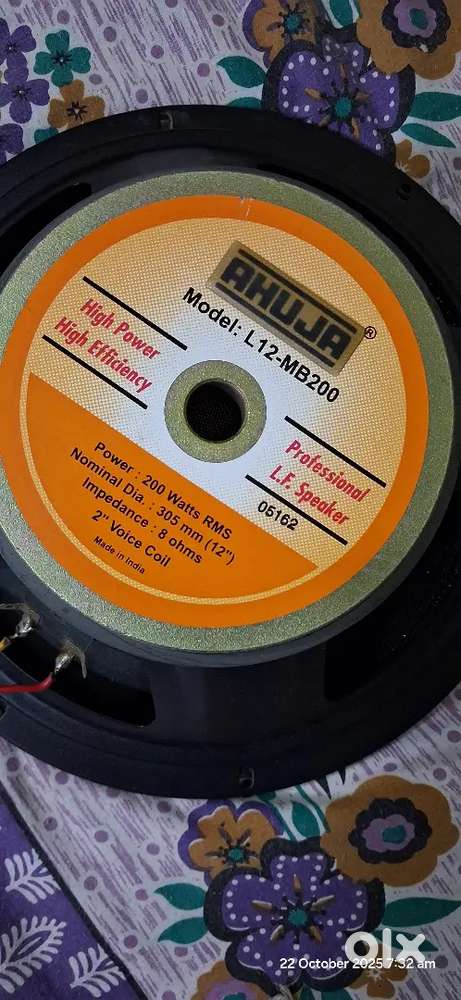 AHUJA ®
Model: L12-MB200
High Power
High Efficiency
Professional
L.F. Speaker
05162
Power : 200 Watts RMS
Nominal Dia. : 305 mm (12")
Impedance : 8 ohms
2" Voice Coil
Made in India
olx
22 October 2025 7:32 am